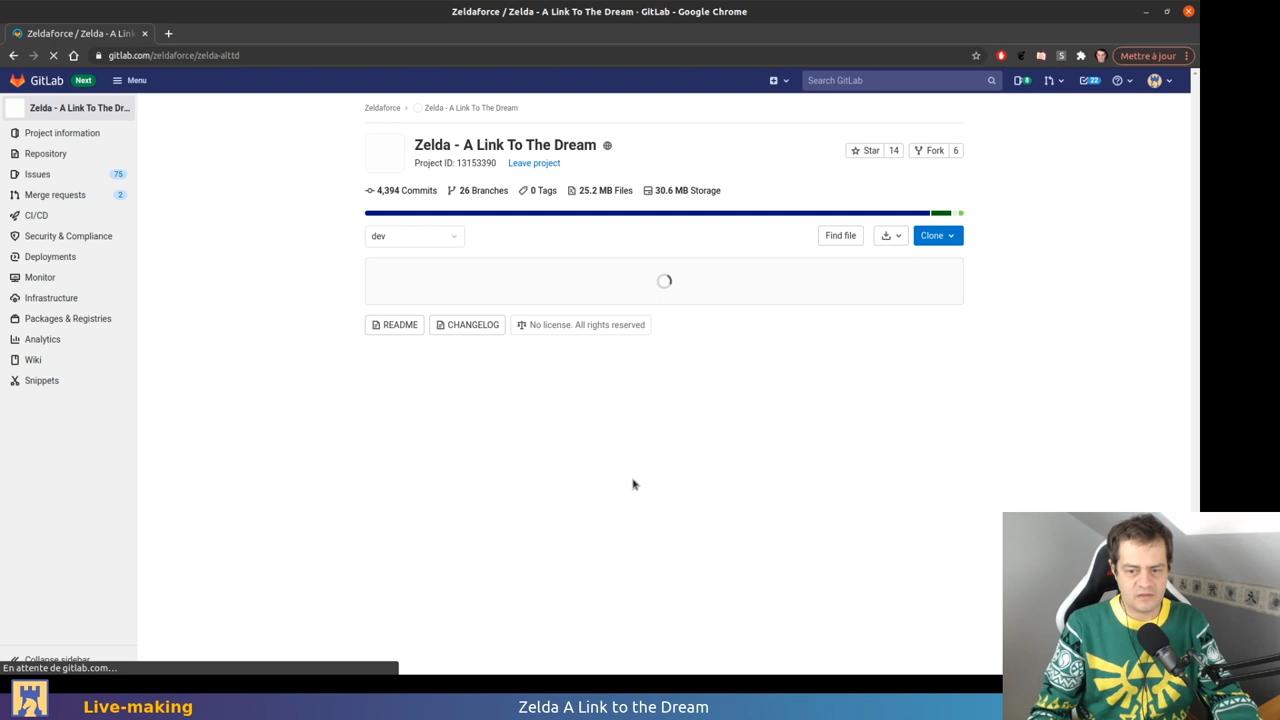 Zeldaforce / Zelda - A Link To The Dream · GitLab - Google Chrome
Zeldaforce / Zelda - A Link
gitlab.com/zeldaforce/zelda-alttd
Mettre à jour
GitLab Next Menu
Search GitLab
8
22
Zelda - A Link To The Dr...
Project information
Repository
Issues 75
Merge requests 2
CI/CD
Security & Compliance
Deployments
Monitor
Infrastructure
Packages & Registries
Analytics
Wiki
Snippets
Collapse sidebar
En attente de gitlab.com…
Zeldaforce › Zelda - A Link To The Dream
Zelda - A Link To The Dream
Project ID: 13153390 Leave project
Star 14 Fork 6
4,394 Commits 26 Branches 0 Tags 25.2 MB Files 30.6 MB Storage
dev
Find file
Clone
README CHANGELOG No license. All rights reserved
Live-making
Zelda A Link to the Dream